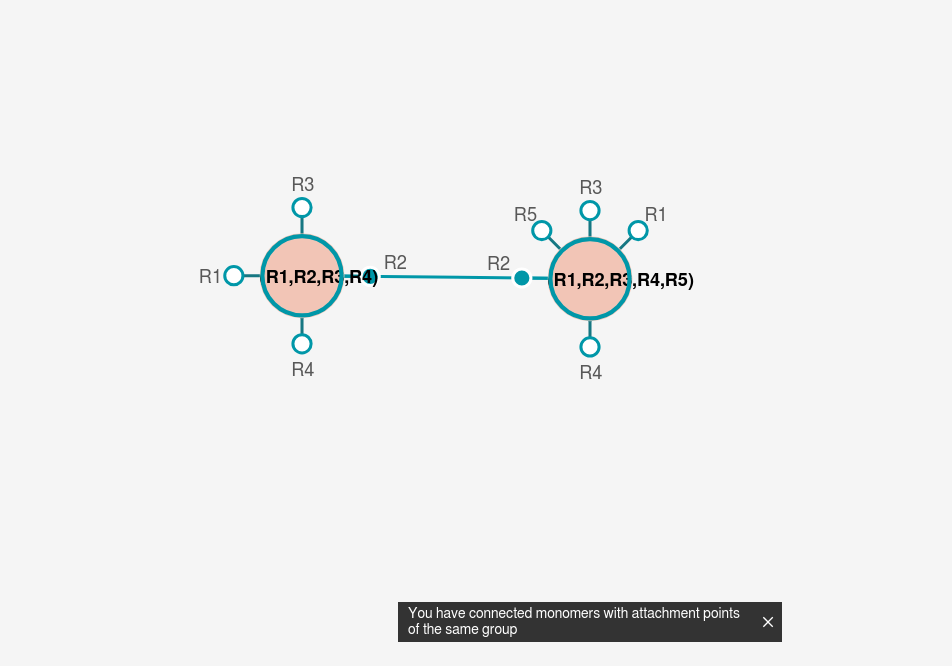 R3
R1
(R1,R2,R3,R4)
R2
R4
R3
R5
R1
R2
(R1,R2,R3,R4,R5)
R4
You have connected monomers with attachment points
of the same group